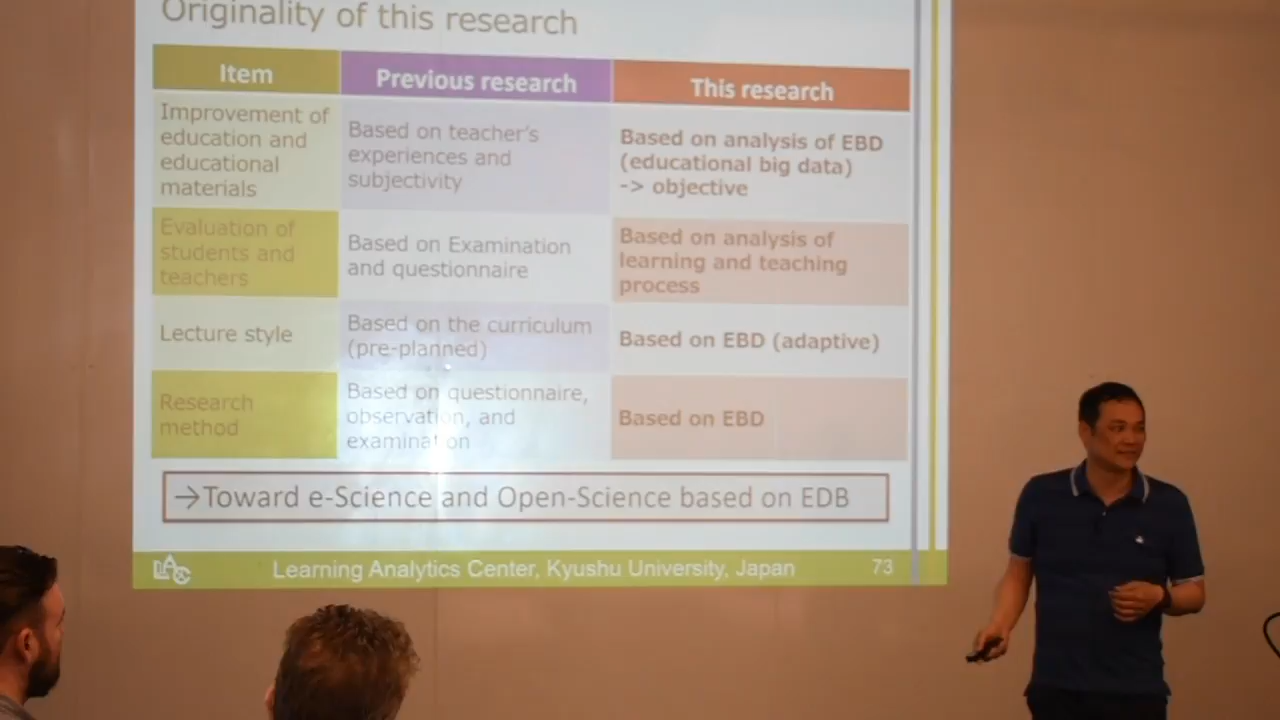 Originality of this research
Item
Previous research
This research
Improvement of
education and
educational
materials
Based on teacher's
experiences and
subjectivity
Based on analysis of EBD
(educational big data)
-> objective
Evaluation of
students and
teachers
Based on Examination
and questionnaire
Based on analysis of
learning and teaching
process
Lecture style
Based on the curriculum
(pre-planned)
Based on EBD (adaptive)
Research
method
Based on questionnaire,
observation, and
examination
Based on EBD
→Toward e-Science and Open-Science based on EDB
LAC
Learning Analytics Center, Kyushu University, Japan
73